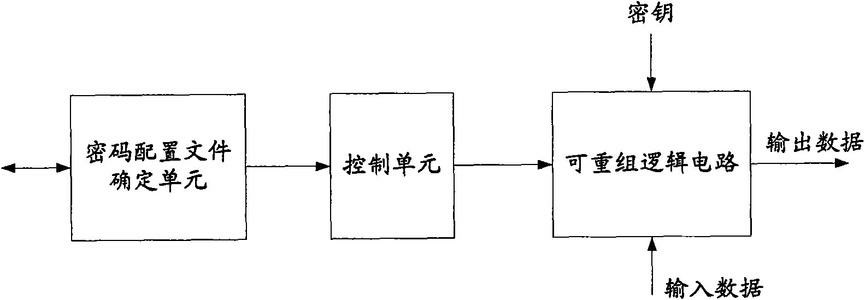 密钥
密码配置文件
确定单元
控制单元
可重组逻辑电路
输出数据
输入数据